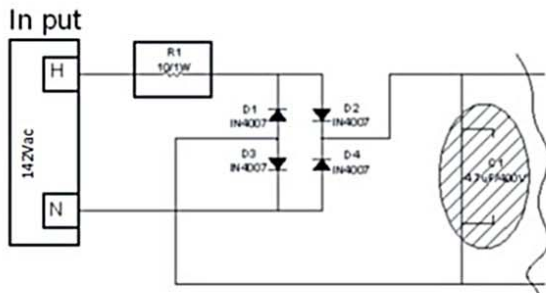 In put
H
142Vac
N
R1
10/1W
D1
IN4007
D2
IN4007
D3
IN4007
D4
IN4007
C1
4.7uF/400V